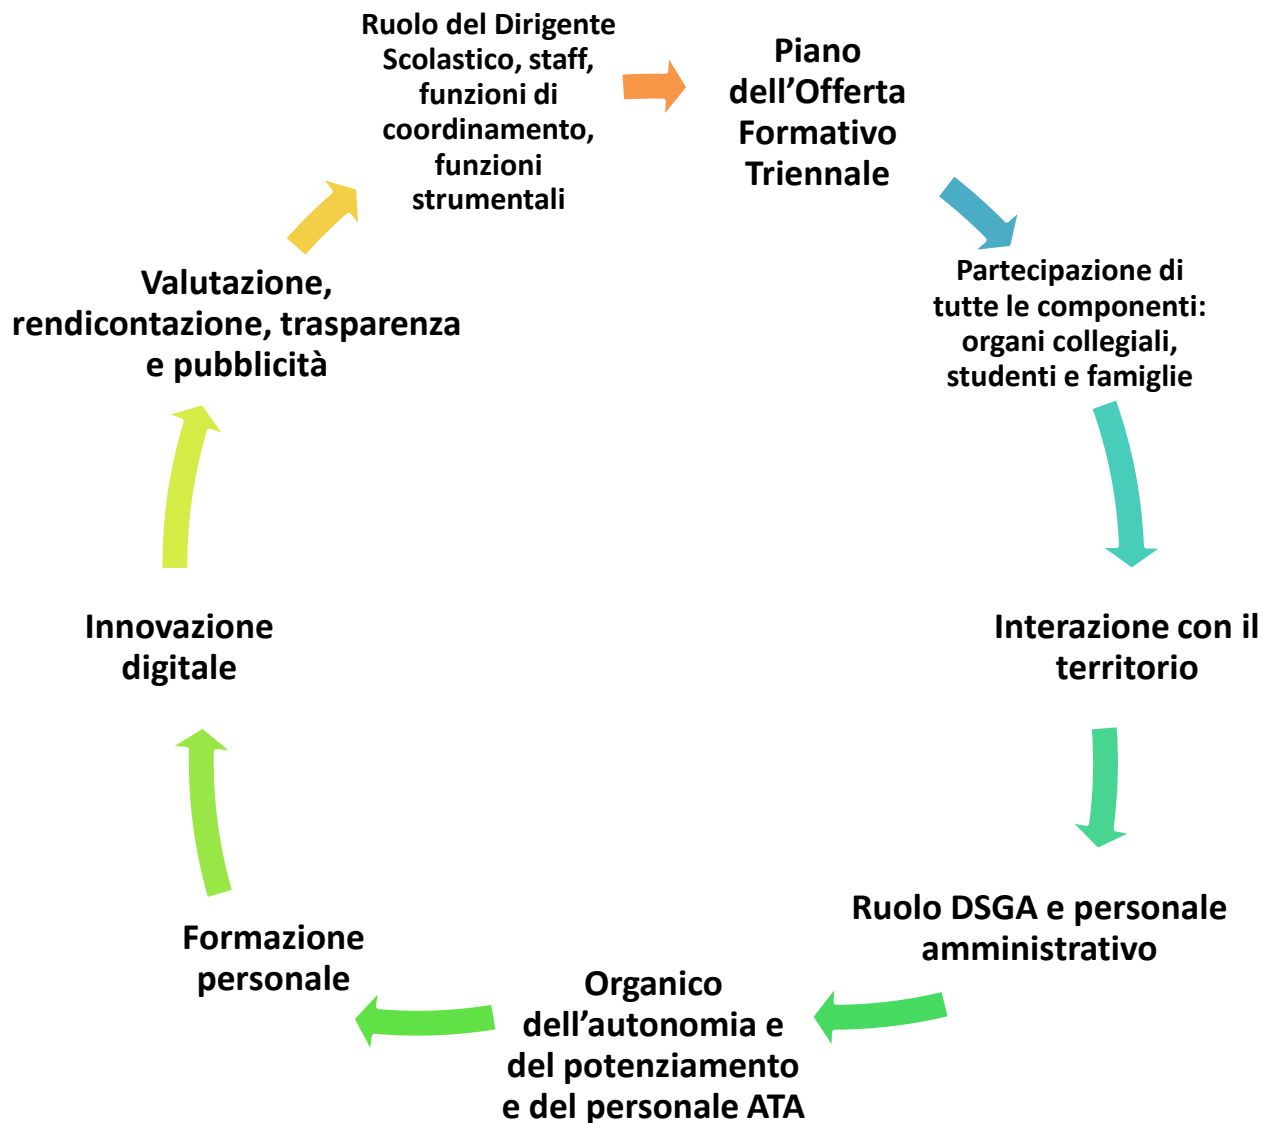 Ruolo del Dirigente
Scolastico, staff,
funzioni di
coordinamento,
funzioni
strumentali
Piano
dell’Offerta
Formativo
Triennale
Partecipazione di
tutte le componenti:
organi collegiali,
studenti e famiglie
Interazione con il
territorio
Ruolo DSGA e personale
amministrativo
Organico
dell’autonomia e
del potenziamento
e del personale ATA
Formazione
personale
Innovazione
digitale
Valutazione,
rendicontazione, trasparenza
e pubblicità